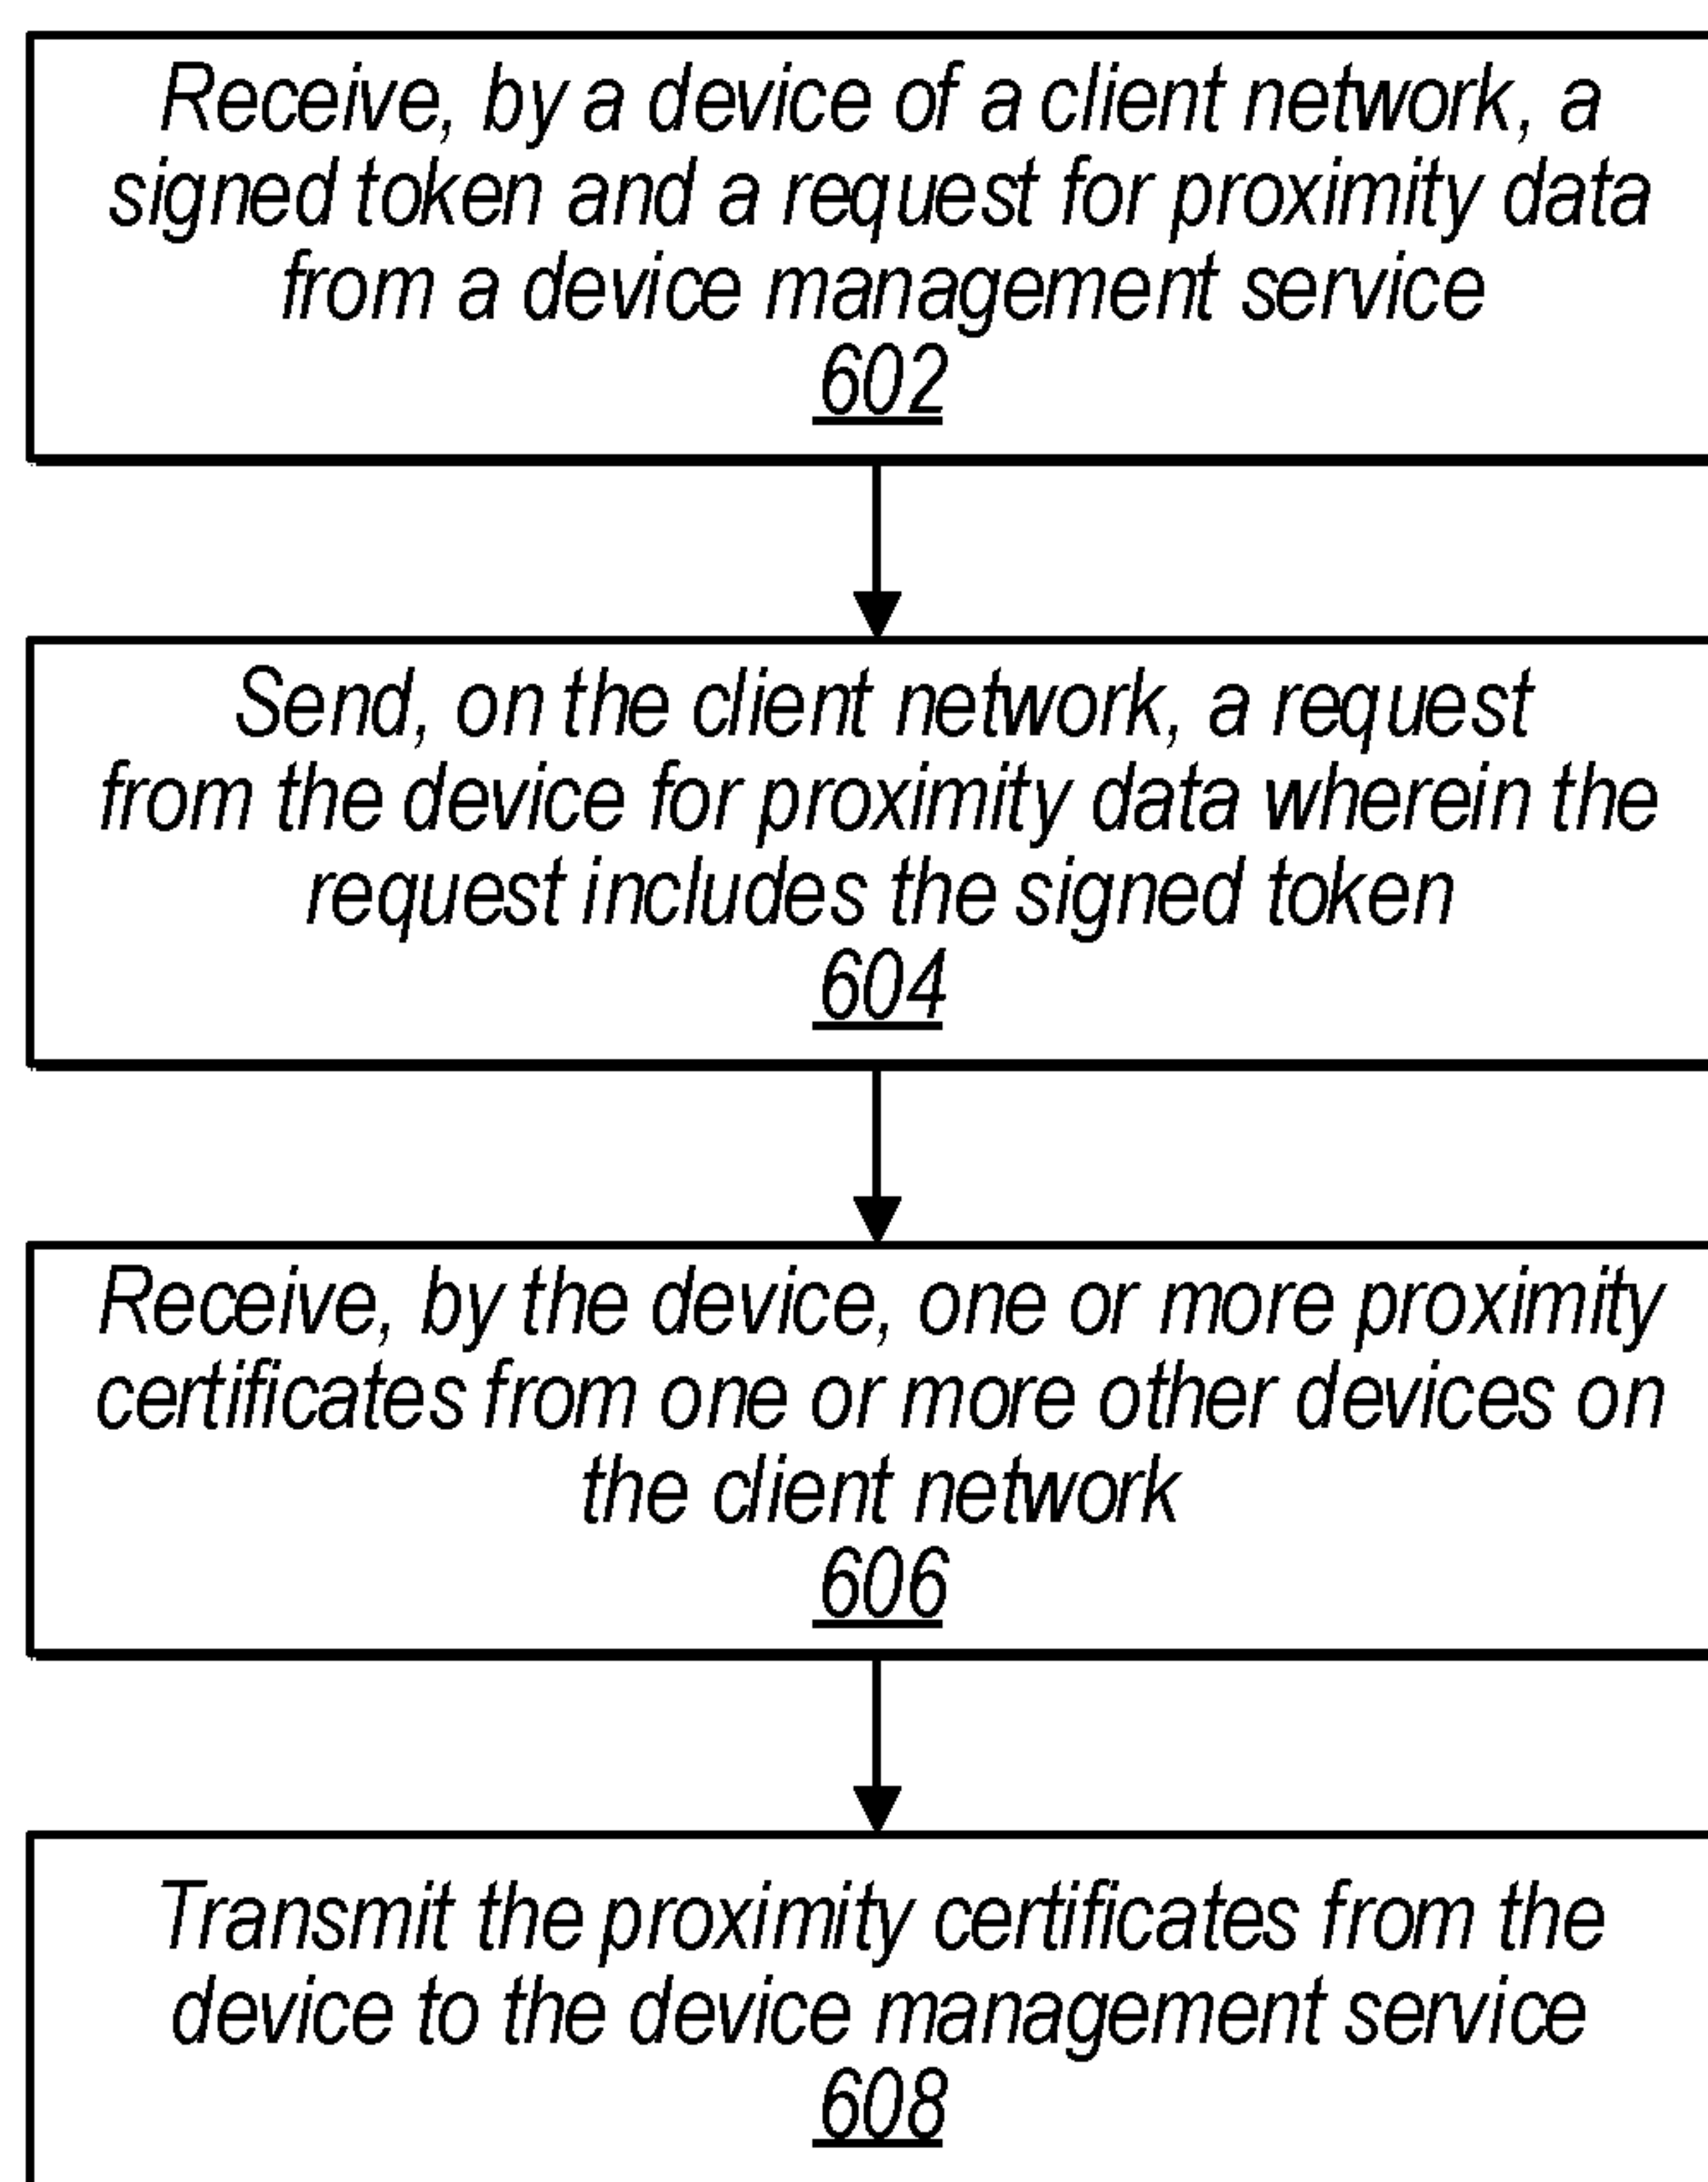 Receive, by a device of a client network, a
signed token and a request for proximity data
from a device management service
602
Send, on the client network, a request
from the device for proximity data wherein the
request includes the signed token
604
Receive, by the device, one or more proximity
certificates from one or more other devices on
the client network
606
Transmit the proximity certificates from the
device to the device management service
608